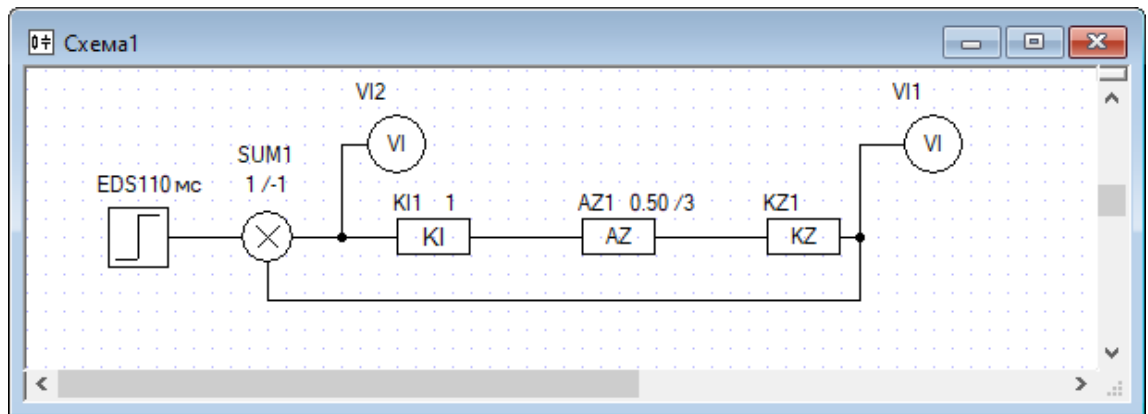 Схема1
VI2
VI1
VI
VI
SUM1
1 /-1
EDS110 мс
KI1 1
AZ1 0.50 /3
KZ1
KI
AZ
KZ